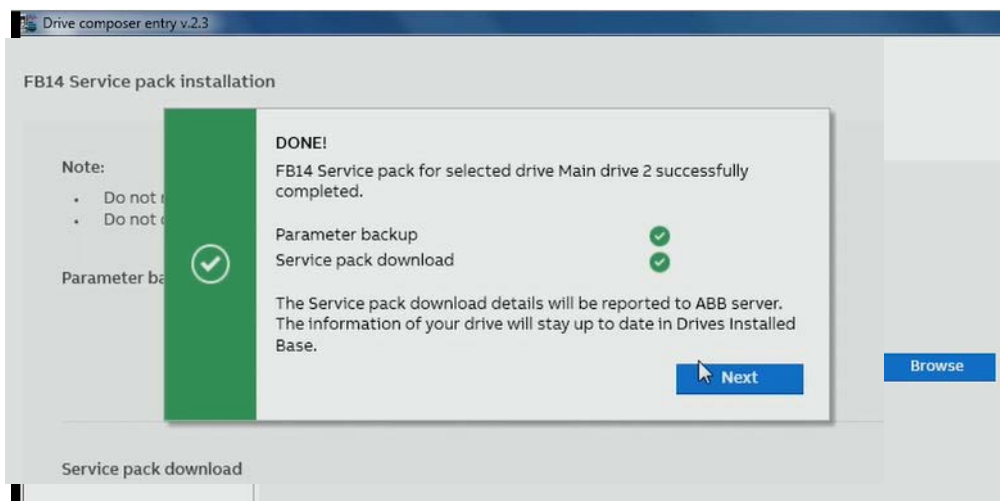 Drive composer entry v.2.3
FB14 Service pack installation
Note:
• Do not
• Do not
Parameter
DONE!
FB14 Service pack for selected drive Main drive 2 successfully
completed.
Parameter backup
Service pack download
The Service pack download details will be reported to ABB server.
The information of your drive will stay up to date in Drives Installed
Base.
Next
Browse
Service pack download